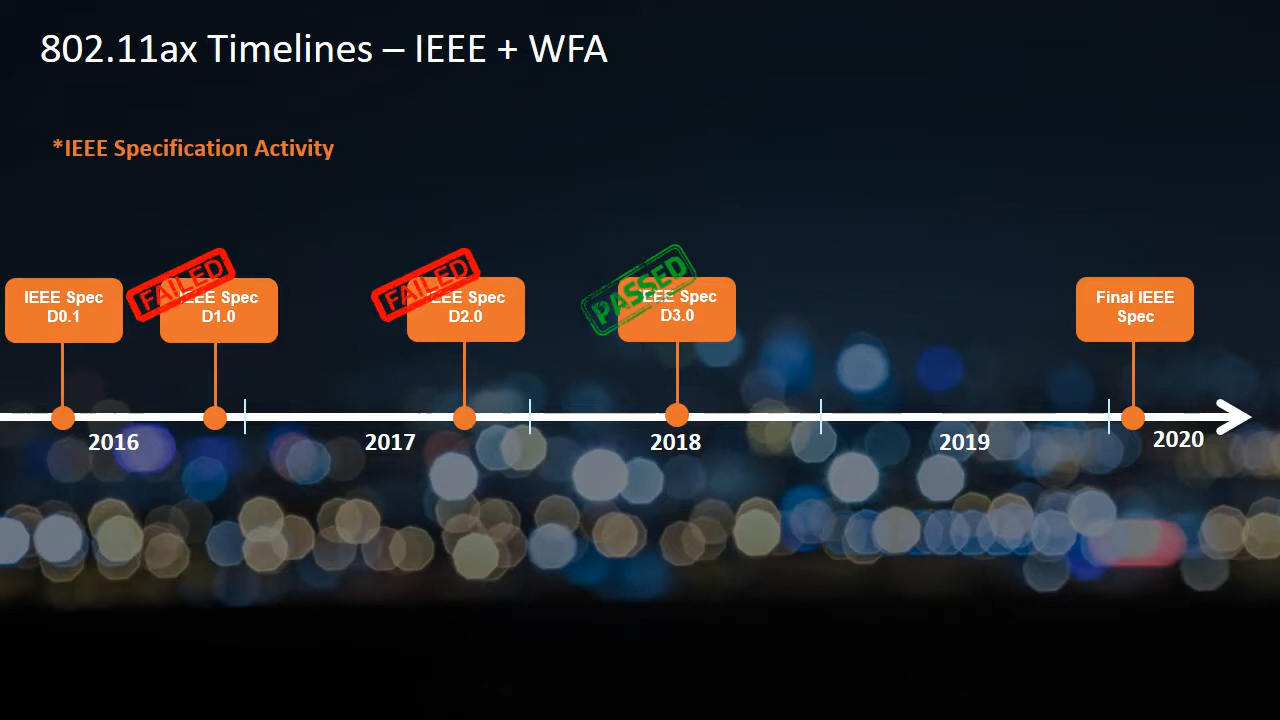 802.11ax Timelines – IEEE + WFA
*IEEE Specification Activity
IEEE Spec
D0.1
FAILED
IEEE Spec
D1.0
FAILED
IEEE Spec
D2.0
PASSED
IEEE Spec
D3.0
Final IEEE
Spec
2016
2017
2018
2019
2020